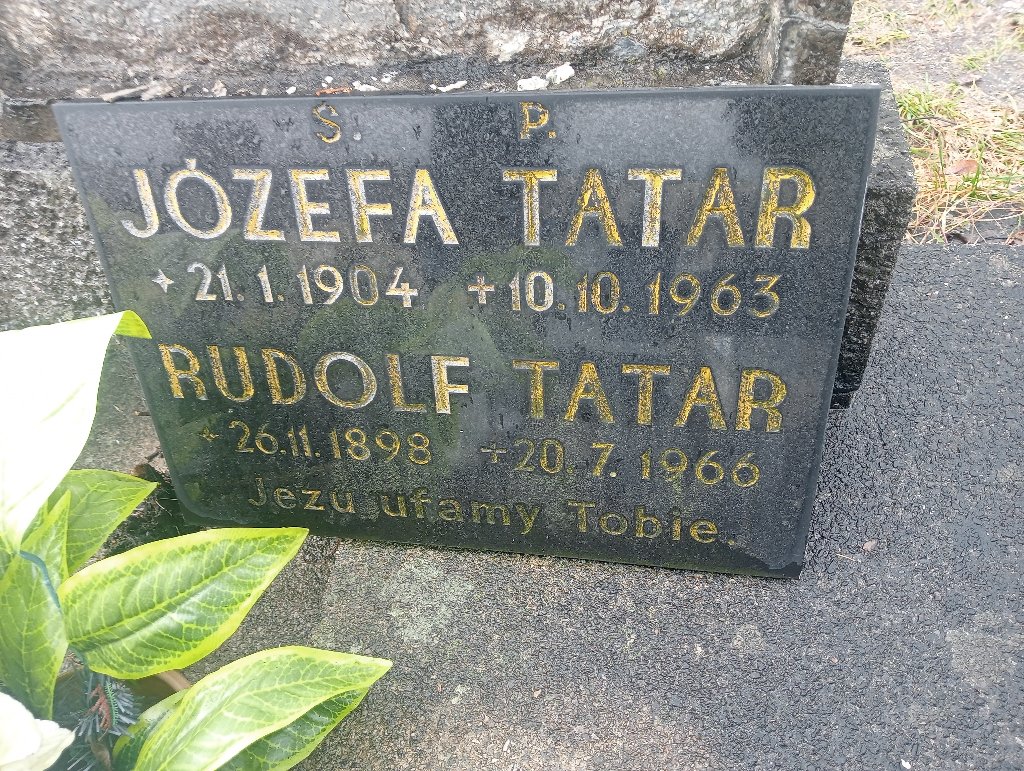 Ś. P.
JÓZEFA TATAR
* 21. 1. 1904 + 10. 10. 1963
RUDOLF TATAR
* 26. 11. 1898 + 20. 7. 1966
Jezu ufamy Tobie.